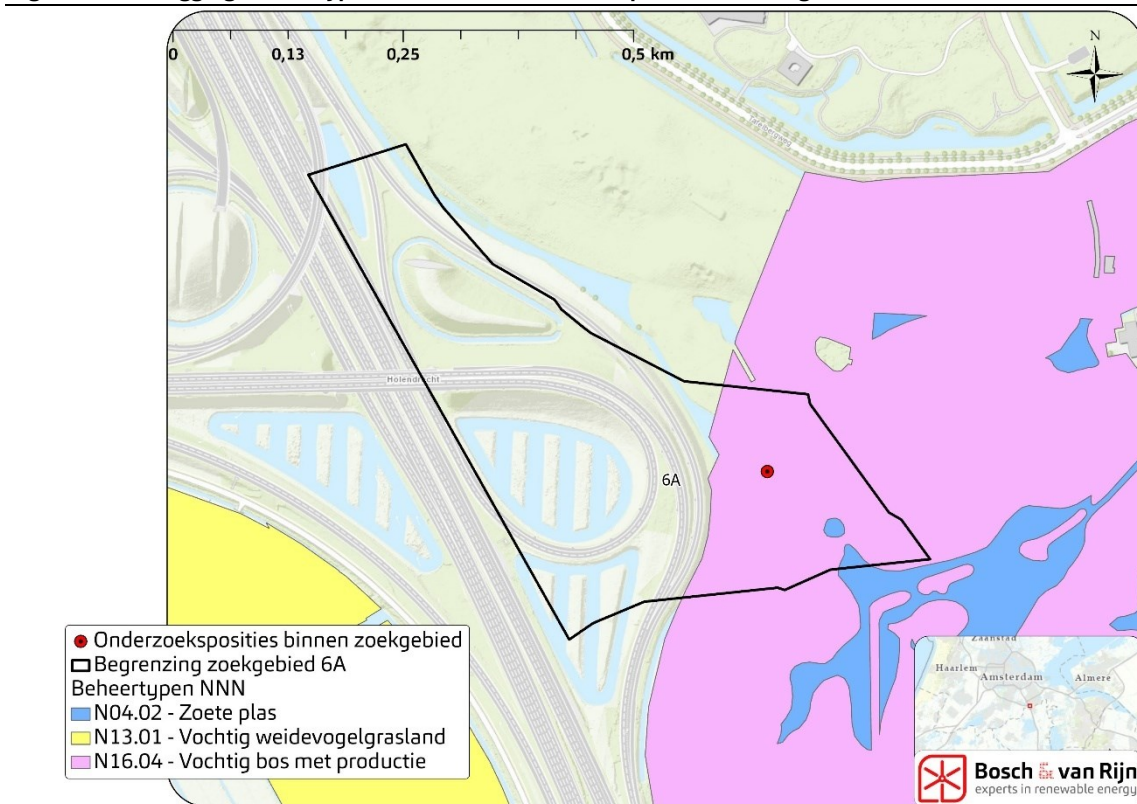 0 0,13 0,25 0,5 km
N
Tafelbergweg
Holendrecht
6A
Onderzoeksposities binnen zoekgebied
Begrenzing zoekgebied 6A
Beheertypen NNN
N04.02 - Zoete plas
N13.01 - Vochtig weidevogelgrasland
N16.04 - Vochtig bos met productie
Zaanstad
Haarlem
Amsterdam
Almere
Bosch & van Rijn
experts in renewable energy